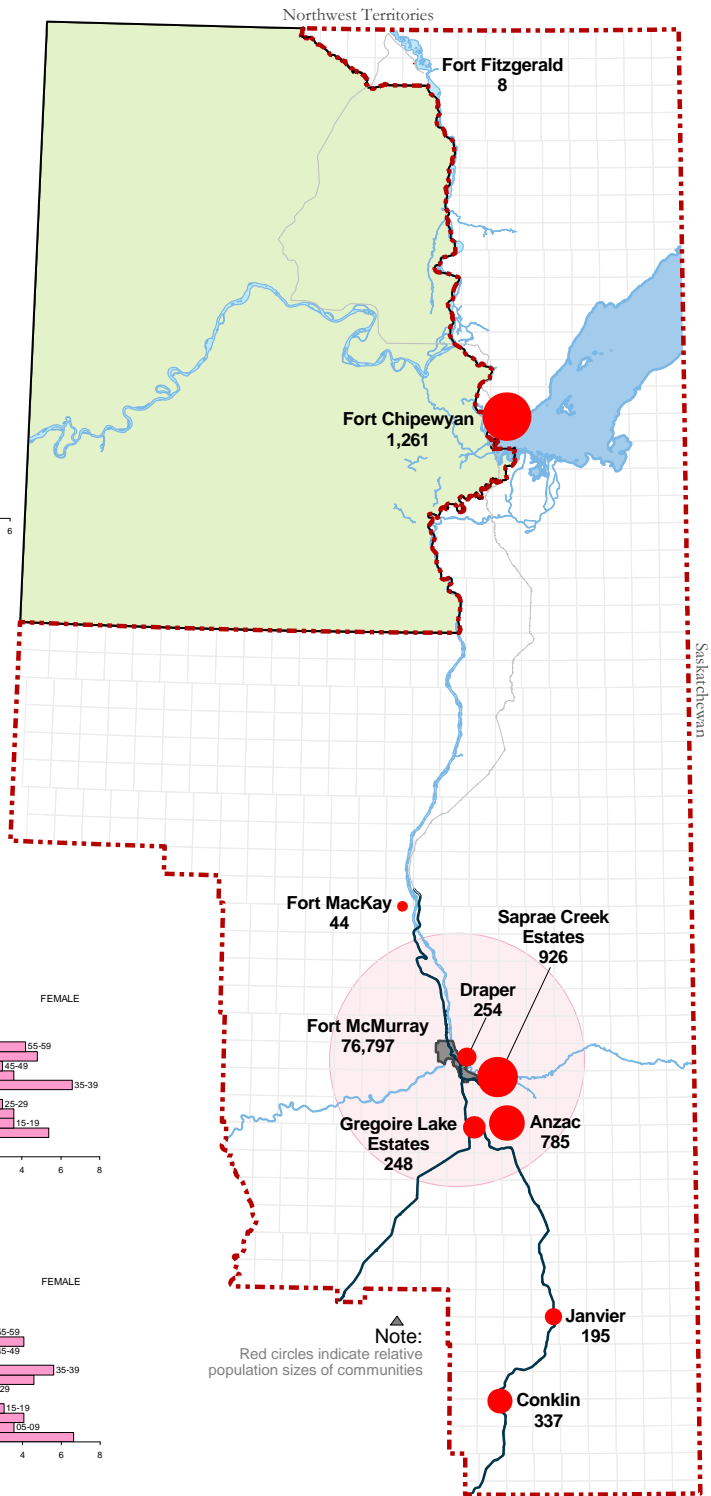 Northwest Territories
Fort Fitzgerald
8
Fort Chipewyan
1,261
6
Saskatchewan
Fort MacKay
44
Saprae Creek
Estates
926
Draper
254
Fort McMurray
76,797
Gregoire Lake
Estates
248
Anzac
785
FEMALE
55-59
45-49
35-39
25-29
15-19
4 6 8
FEMALE
55-59
45-49
35-39
29
15-19
05-09
4 6 8
Janvier
195
Note:
Red circles indicate relative
population sizes of communities
Conklin
337